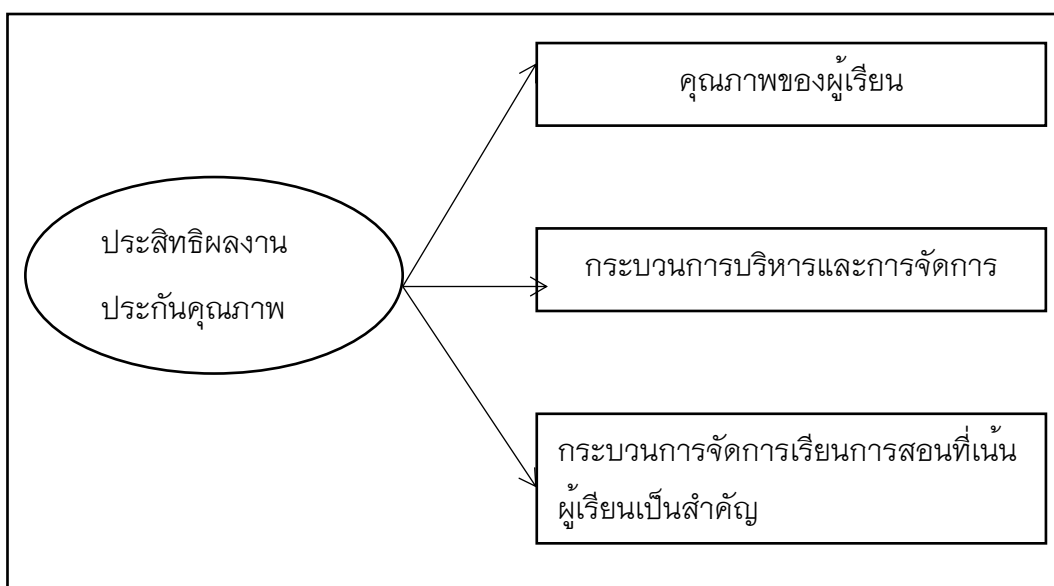 คุณภาพของผู้เรียน
ประสิทธิผลงาน
ประกันคุณภาพ
กระบวนการบริหารและการจัดการ
กระบวนการจัดการเรียนการสอนที่เน้น
ผู้เรียนเป็นสำคัญ